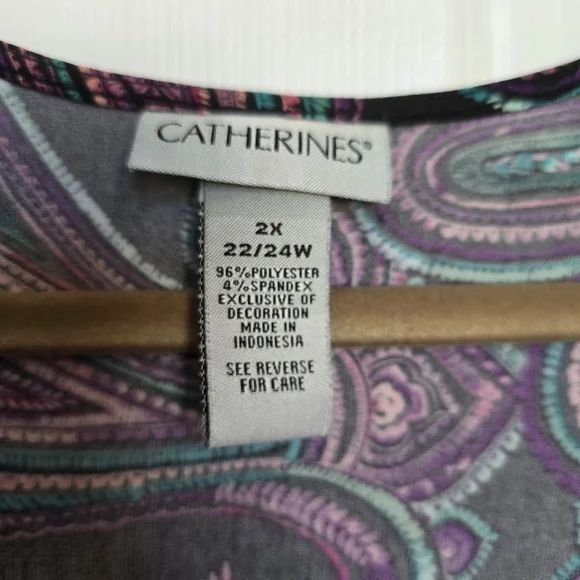 CATHERINES®
2X
22/24W
96%POLYESTER
4%SPANDEX
EXCLUSIVE OF
DECORATION
MADE IN
INDONESIA
SEE REVERSE
FOR CARE